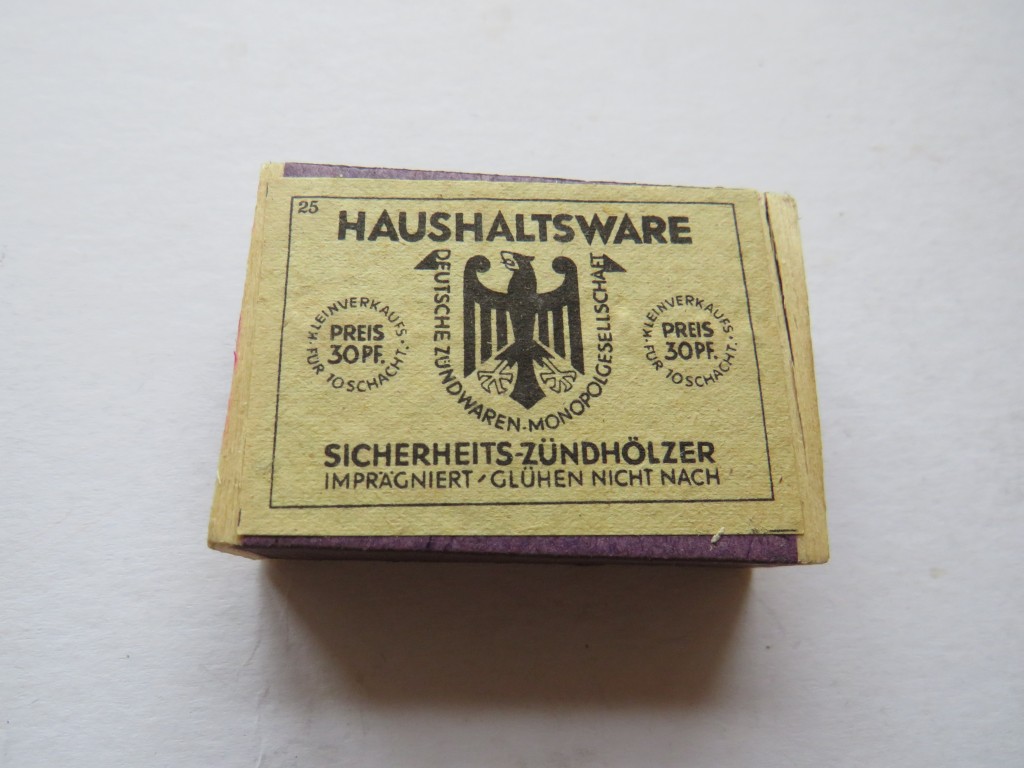 25
HAUSHALTSWARE
DEUTSCHE ZÜNDWAREN-MONOPOLGESELLSCHAFT
·KLEINVERKAUFS·
PREIS
30 PF.
FÜR 10 SCHACHT.
·KLEINVERKAUFS·
PREIS
30 PF.
FÜR 10 SCHACHT.
SICHERHEITS-ZÜNDHÖLZER
IMPRÄGNIERT / GLÜHEN NICHT NACH